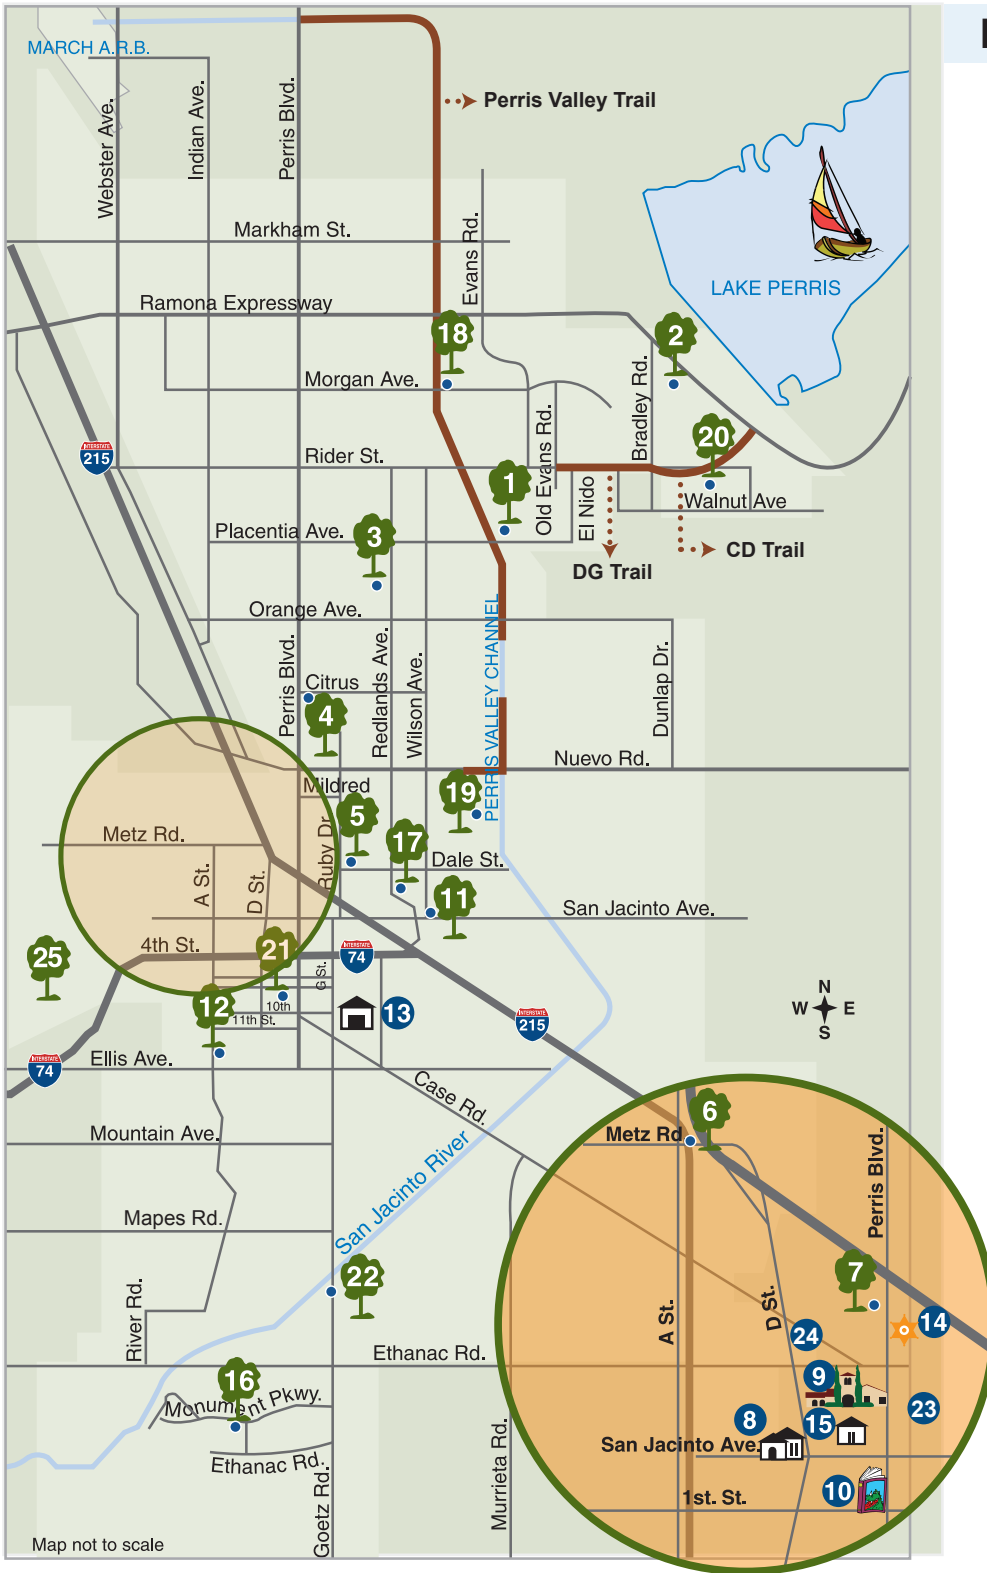 MARCH A.R.B.
Webster Ave.
Indian Ave.
Perris Blvd.
Perris Valley Trail
Markham St.
Evans Rd.
Ramona Expressway
LAKE PERRIS
18
2
Morgan Ave.
Bradley Rd.
Old Evans Rd.
20
INTERSTATE
215
Rider St.
1
El Nido
Walnut Ave
Placentia Ave.
3
CD Trail
DG Trail
Orange Ave.
PERRIS VALLEY CHANNEL
Perris Blvd.
Redlands Ave.
Wilson Ave.
Dunlap Dr.
Citrus
4
Nuevo Rd.
Mildred
19
5
Metz Rd.
Ruby Dr
17
Dale St.
A St.
D St.
11
San Jacinto Ave.
4th St.
21
INTERSTATE
74
25
G St.
12
10th
11th St.
13
INTERSTATE
215
N
W E
S
INTERSTATE
74
Ellis Ave.
Case Rd.
6
Mountain Ave.
Metz Rd
Perris Blvd.
San Jacinto River
Mapes Rd.
22
7
River Rd.
A St.
D St.
14
24
Ethanac Rd.
9
16
Monument Pkwy.
23
8
15
San Jacinto Ave.
Ethanac Rd.
Goetz Rd.
Murrieta Rd.
10
1st. St.
Map not to scale